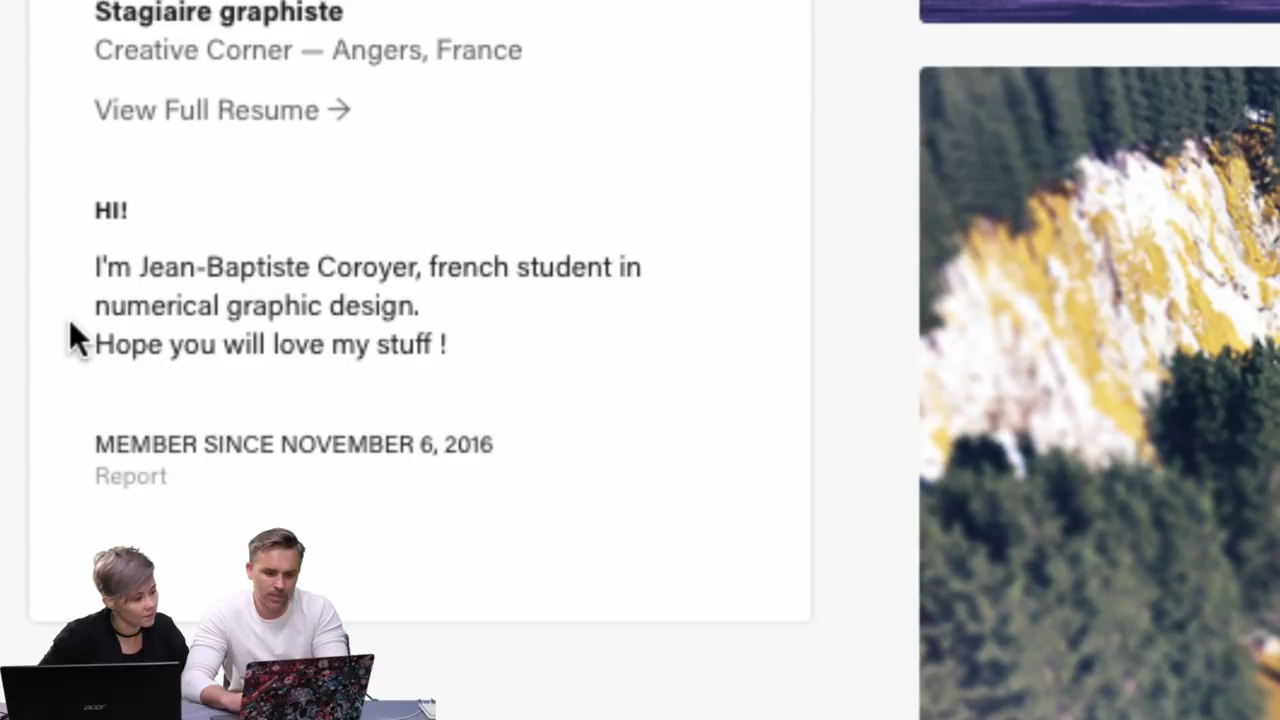 Stagiaire graphiste
Creative Corner — Angers, France
View Full Resume →
HI!
I'm Jean-Baptiste Coroyer, french student in
numerical graphic design.
Hope you will love my stuff !
MEMBER SINCE NOVEMBER 6, 2016
Report
acer